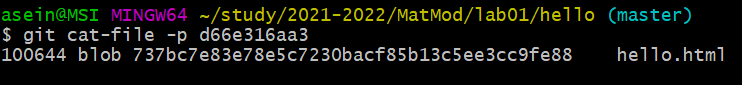 asein@MSI MINGW64 ~/study/2021-2022/MatMod/lab01/hello (master)
$ git cat-file -p d66e316aa3
100644 blob 737bc7e83e78e5c7230bacf85b13c5ee3cc9fe88    hello.html